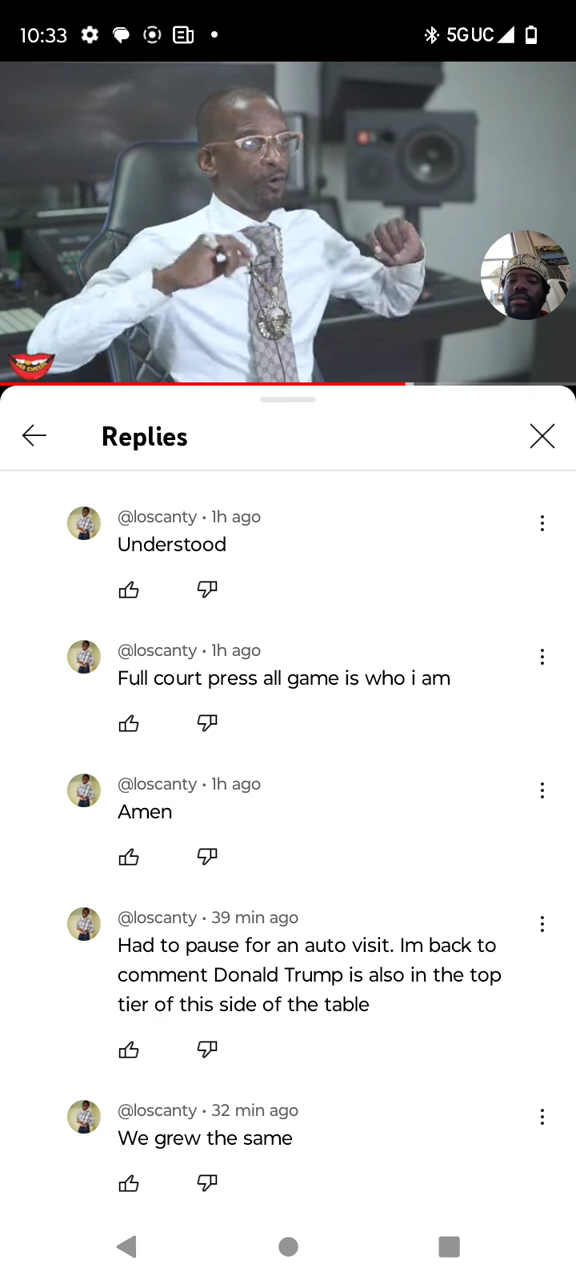 10:33
5G UC
Replies
@loscanty • 1h ago
Understood
@loscanty • 1h ago
Full court press all game is who i am
@loscanty • 1h ago
Amen
@loscanty • 39 min ago
Had to pause for an auto visit. Im back to
comment Donald Trump is also in the top
tier of this side of the table
@loscanty • 32 min ago
We grew the same